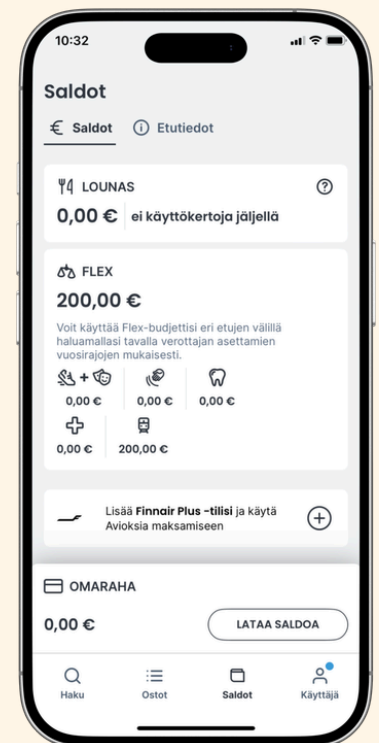 10:32
Saldot
€ Saldot Etutiedot
LOUNAS
0,00 € ei käyttökertoja jäljellä
FLEX
200,00 €
Voit käyttää Flex-budjettisi eri etujen välillä
haluamallasi tavalla verottajan asettamien
vuosirajojen mukaisesti.
+
0,00 € 0,00 € 0,00 €
0,00 € 200,00 €
Lisää Finnair Plus -tilisi ja käytä
Avioksia maksamiseen
OMARAHA
0,00 € LATAA SALDOA
Haku Ostot Saldot Käyttäjä